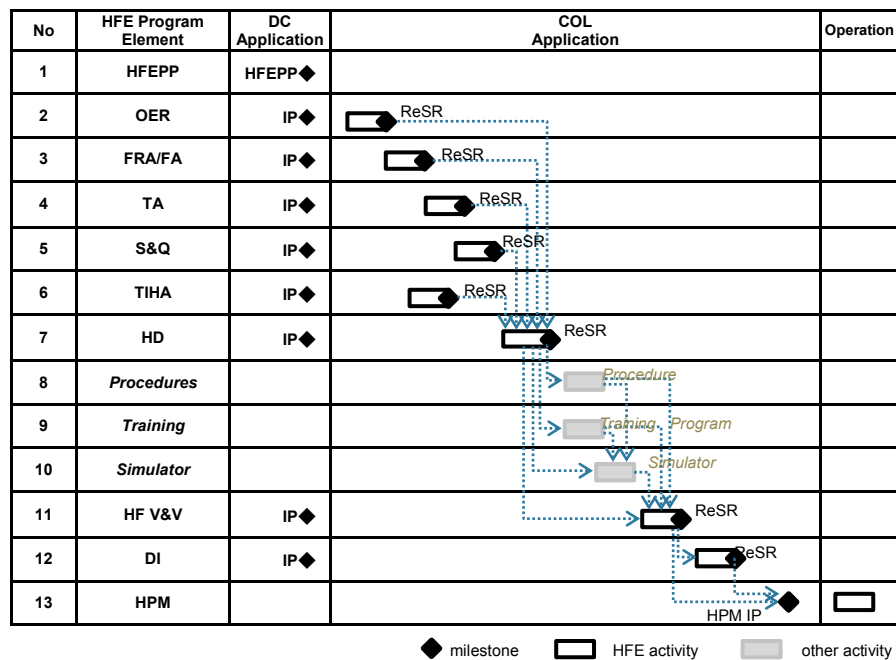 No HFE Program Element DC Application COL Application Operation
1 HFEPP HFEPP
2 OER IP ReSR
3 FRA/FA IP ReSR
4 TA IP ReSR
5 S&Q IP ReSR
6 TIHA IP ReSR
7 HD IP ReSR
8 Procedures Procedure
9 Training Training Program
10 Simulator Simulator
11 HF V&V IP ReSR
12 DI IP ReSR
13 HPM HPM IP
milestone HFE activity other activity